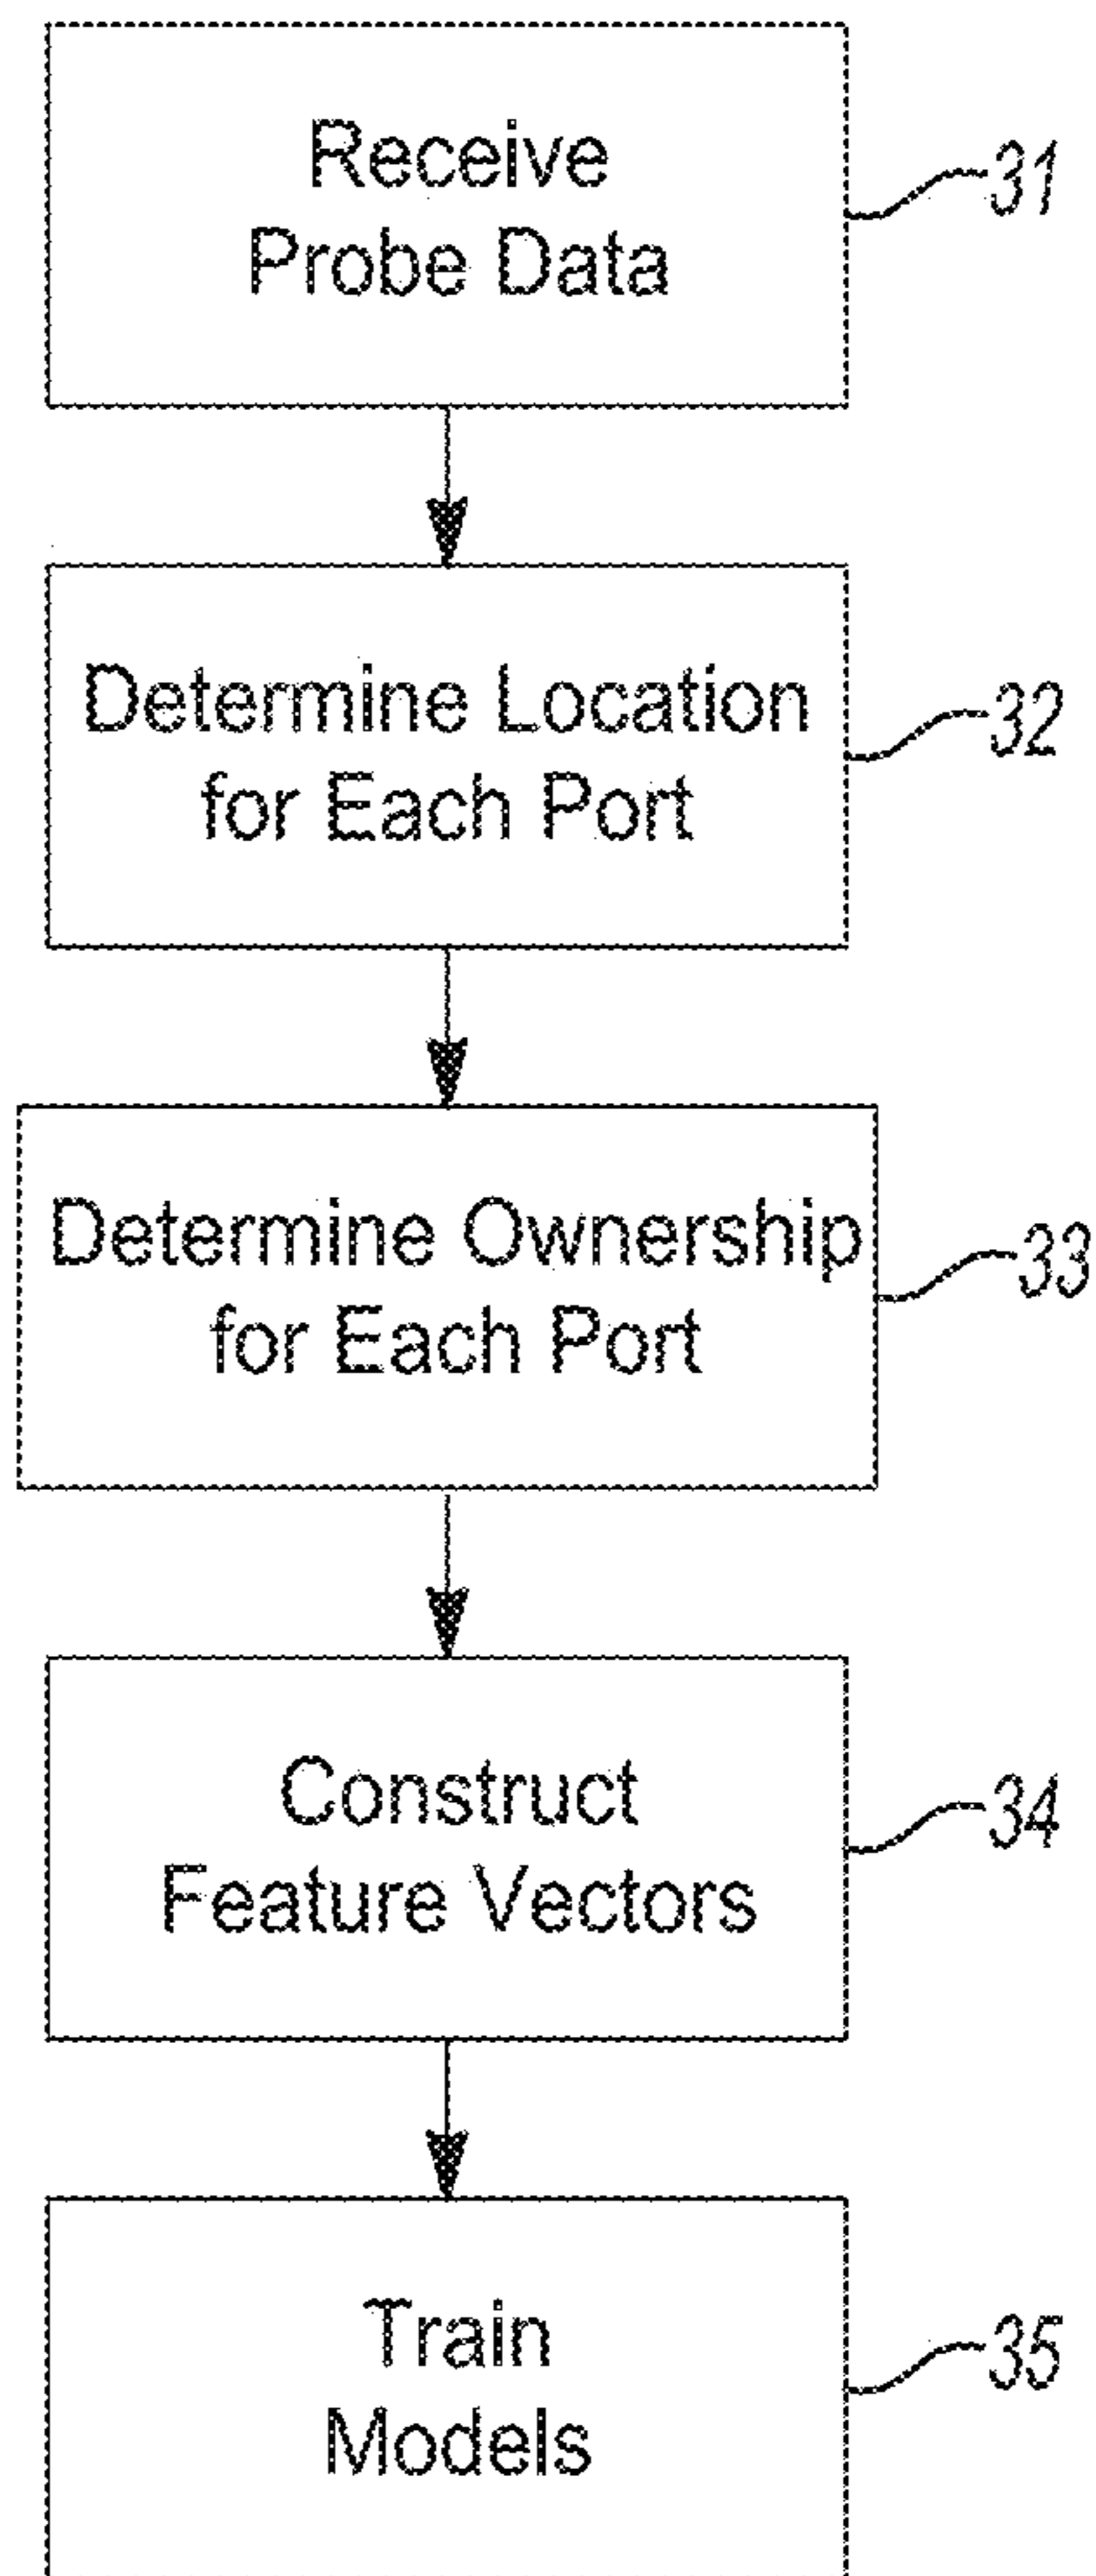 Receive
Probe Data
31
Determine Location
for Each Port
32
Determine Ownership
for Each Port
33
Construct
Feature Vectors
34
Train
Models
35